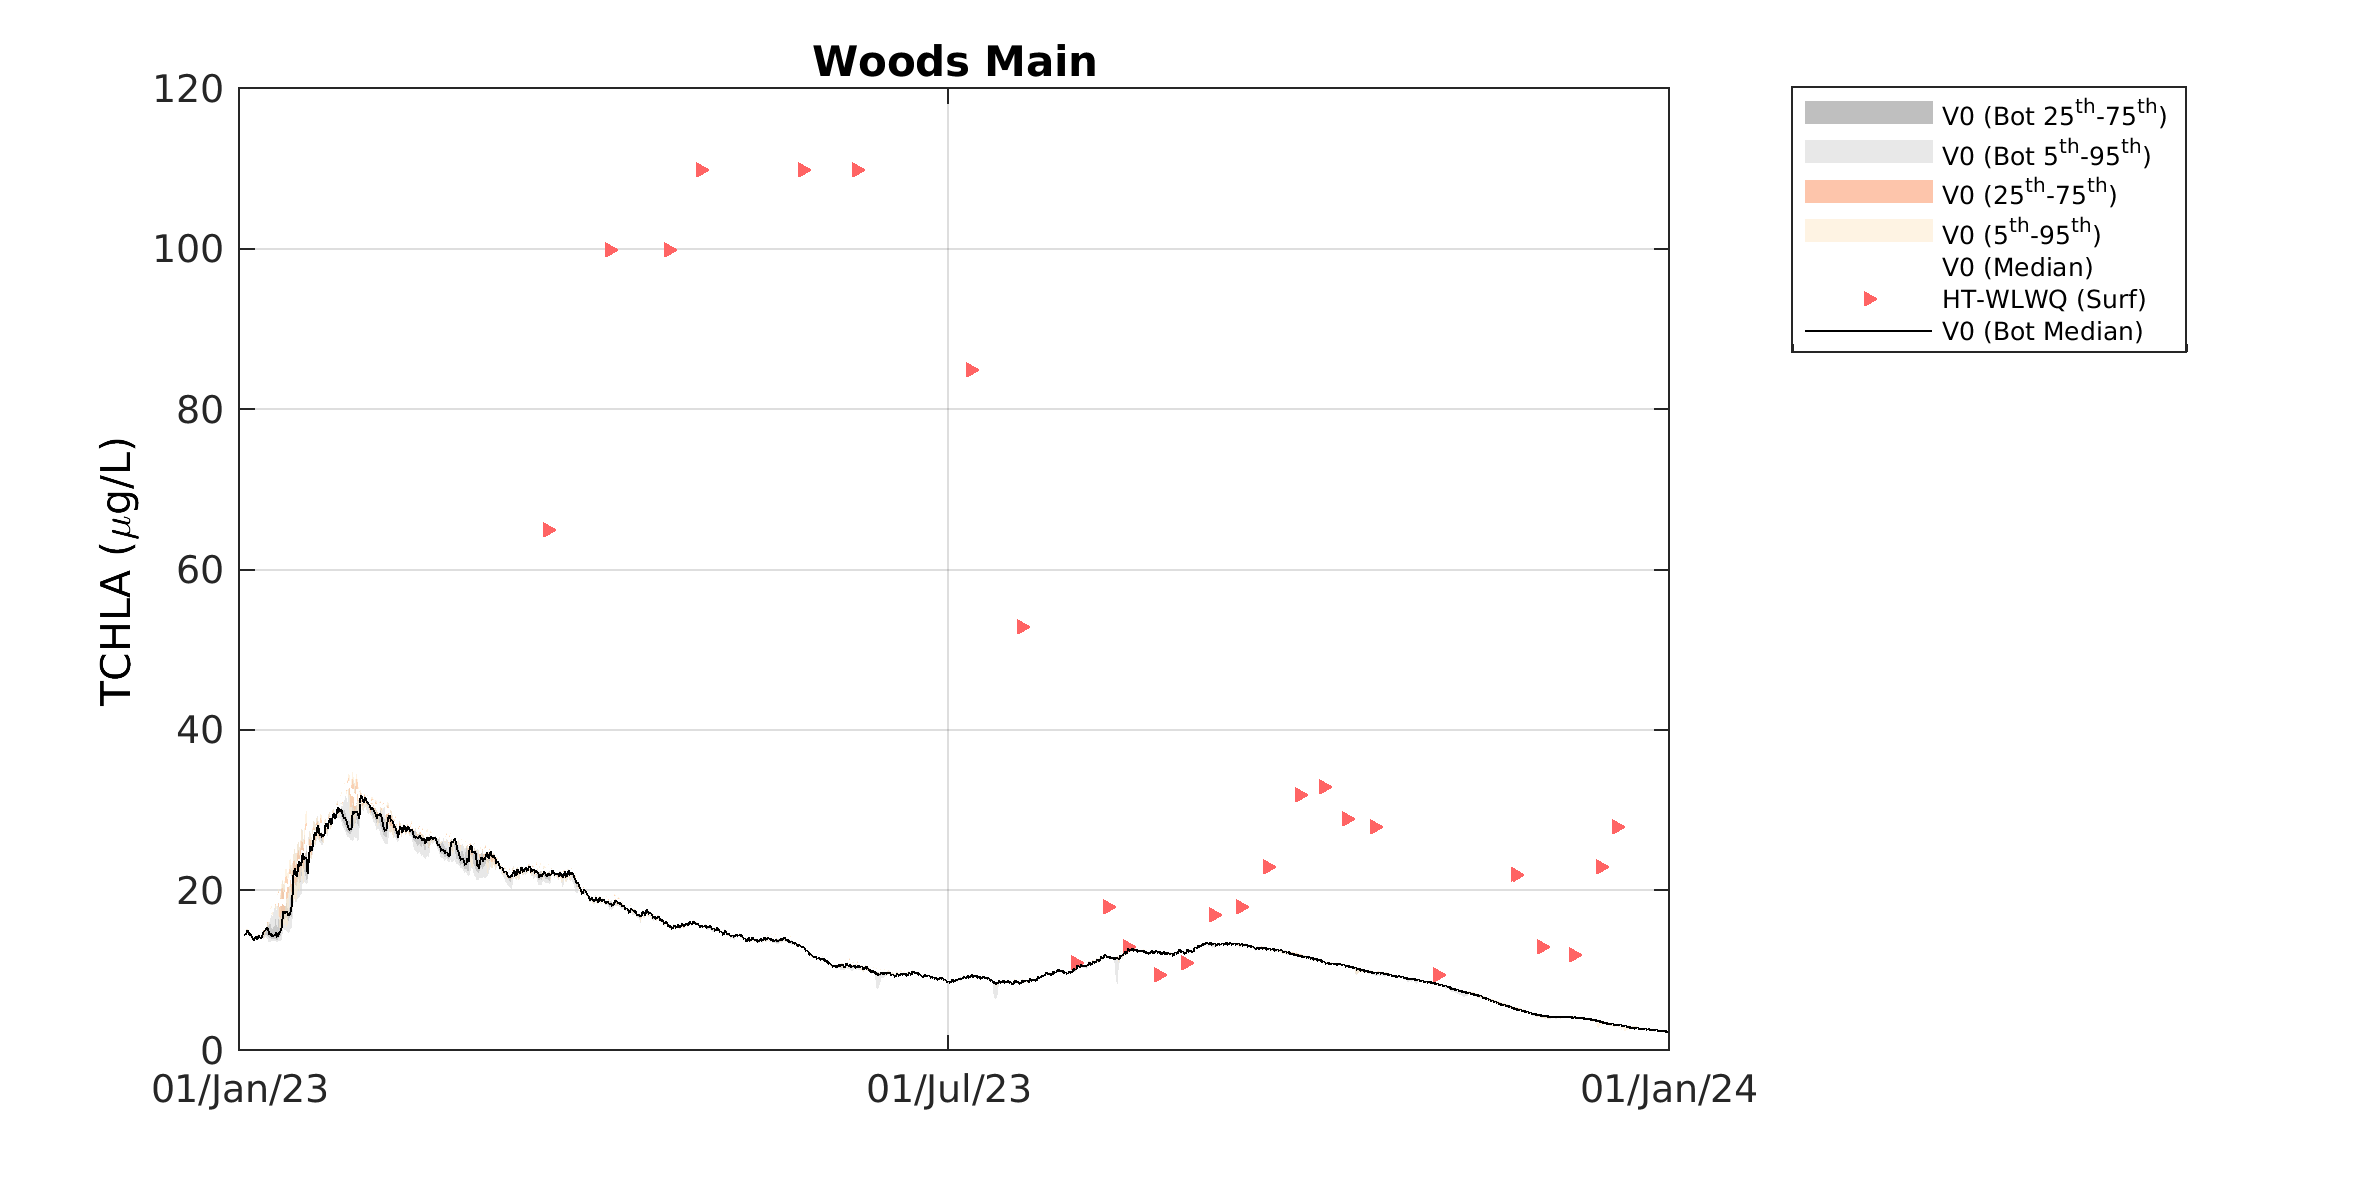 Woods Main
120
100
80
60
40
20
0
TCHLA (μg/L)
01/Jan/23
01/Jul/23
01/Jan/24
V0 (Bot 25th-75th)
V0 (Bot 5th-95th)
V0 (25th-75th)
V0 (5th-95th)
V0 (Median)
HT-WLWQ (Surf)
V0 (Bot Median)